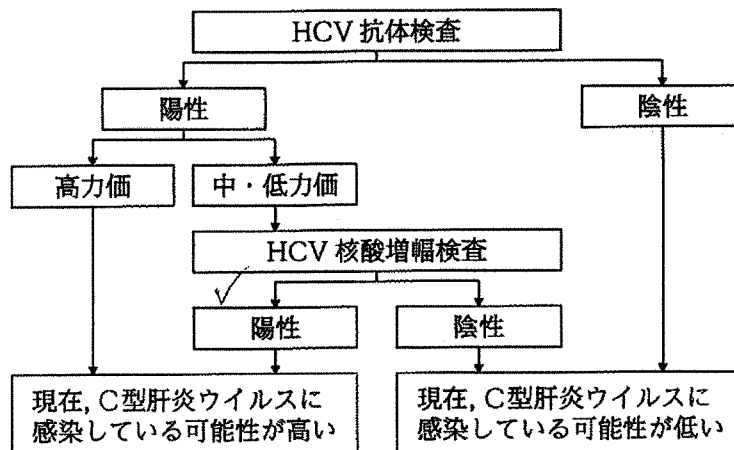 HCV 抗体検査
陽性
陰性
高力価
中・低力価
HCV 核酸増幅検査
陽性
陰性
現在, C型肝炎ウイルスに
感染している可能性が高い
現在, C型肝炎ウイルスに
感染している可能性が低い